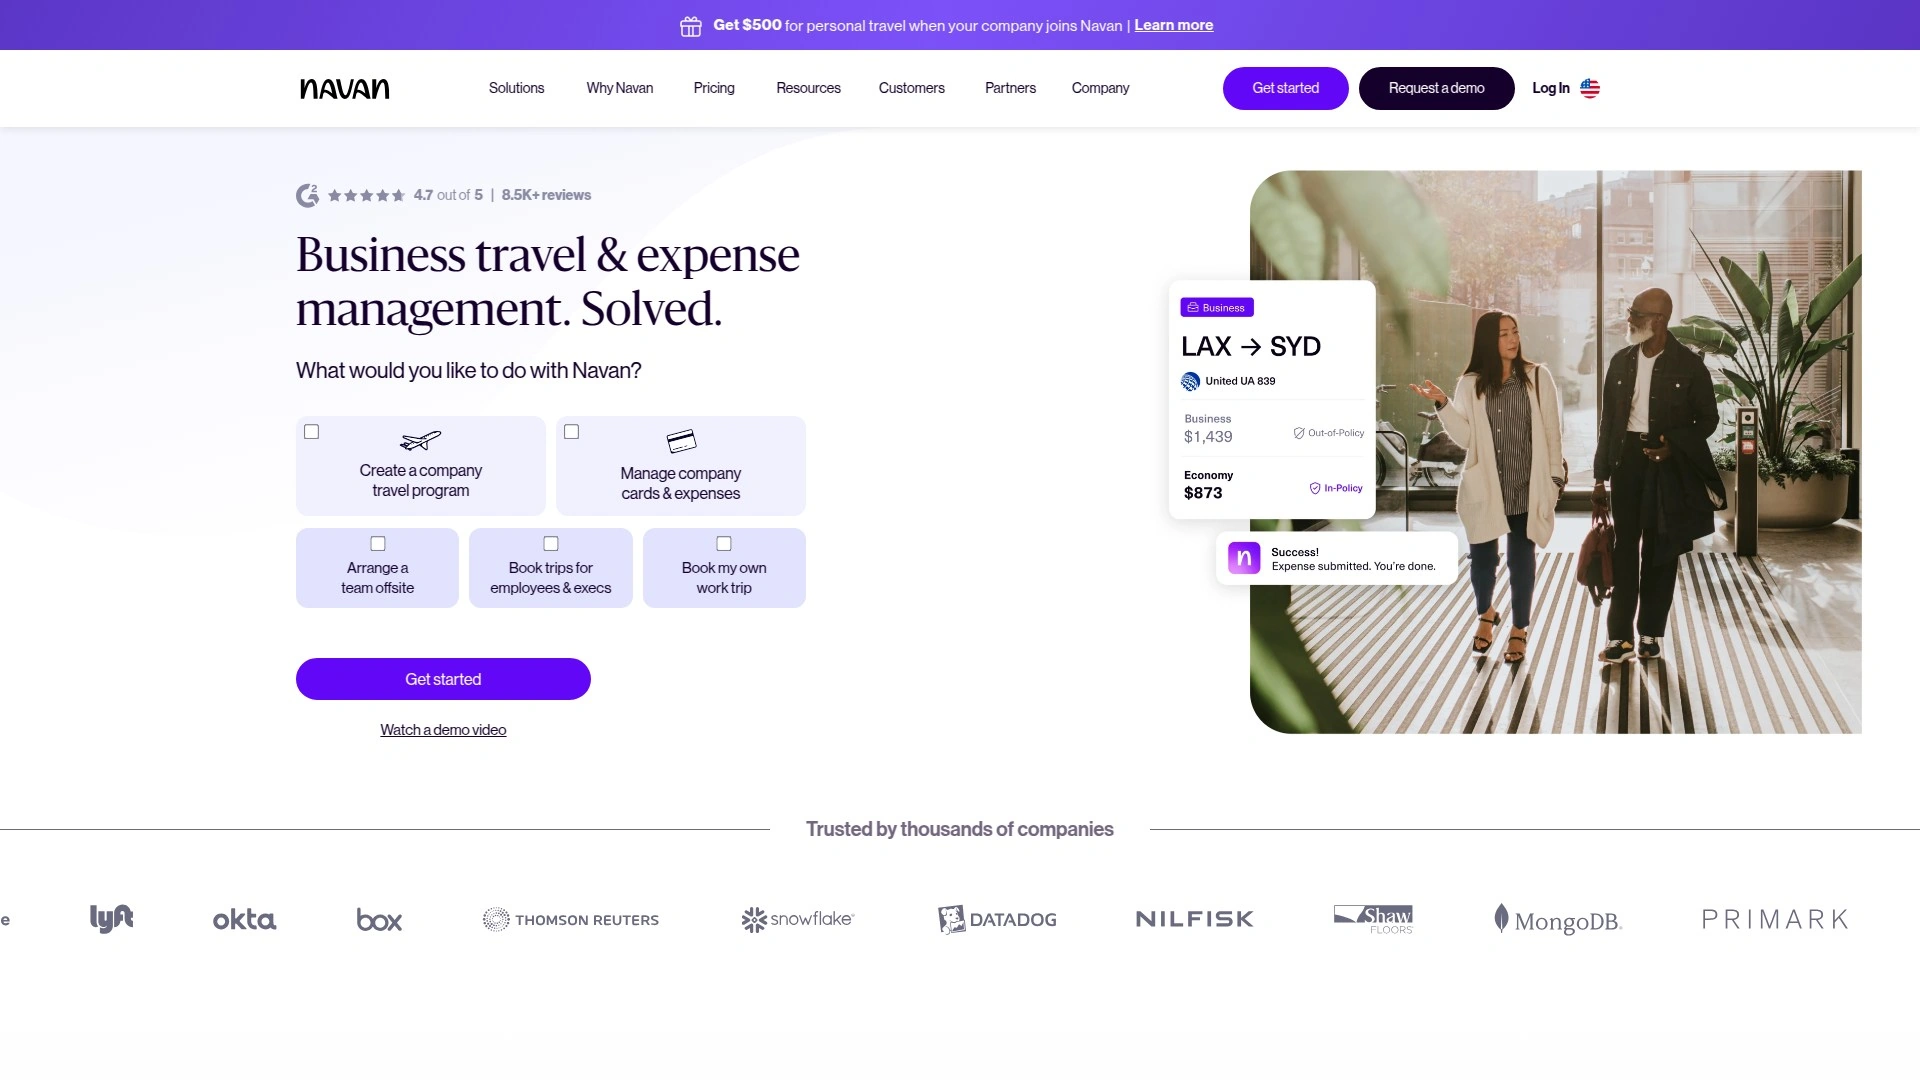 Get $500 for personal travel when your company joins Navan | Learn more
navan
Solutions
Why Navan
Pricing
Resources
Customers
Partners
Company
Get started
Request a demo
Log In
4.7 out of 5 | 8.5K+ reviews
Business travel & expense
management. Solved.
What would you like to do with Navan?
Create a company
travel program
Manage company
cards & expenses
Arrange a
team offsite
Book trips for
employees & execs
Book my own
work trip
Get started
Watch a demo video
Business
LAX → SYD
United UA 839
Business
$1,439
Out-of-Policy
Economy
$873
In-Policy
n
Success!
Expense submitted. You're done.
Trusted by thousands of companies
e
lyft
okta
box
THOMSON REUTERS
snowflake
DATADOG
NILFISK
Shaw
FLOORS
MongoDB.
PRIMARK